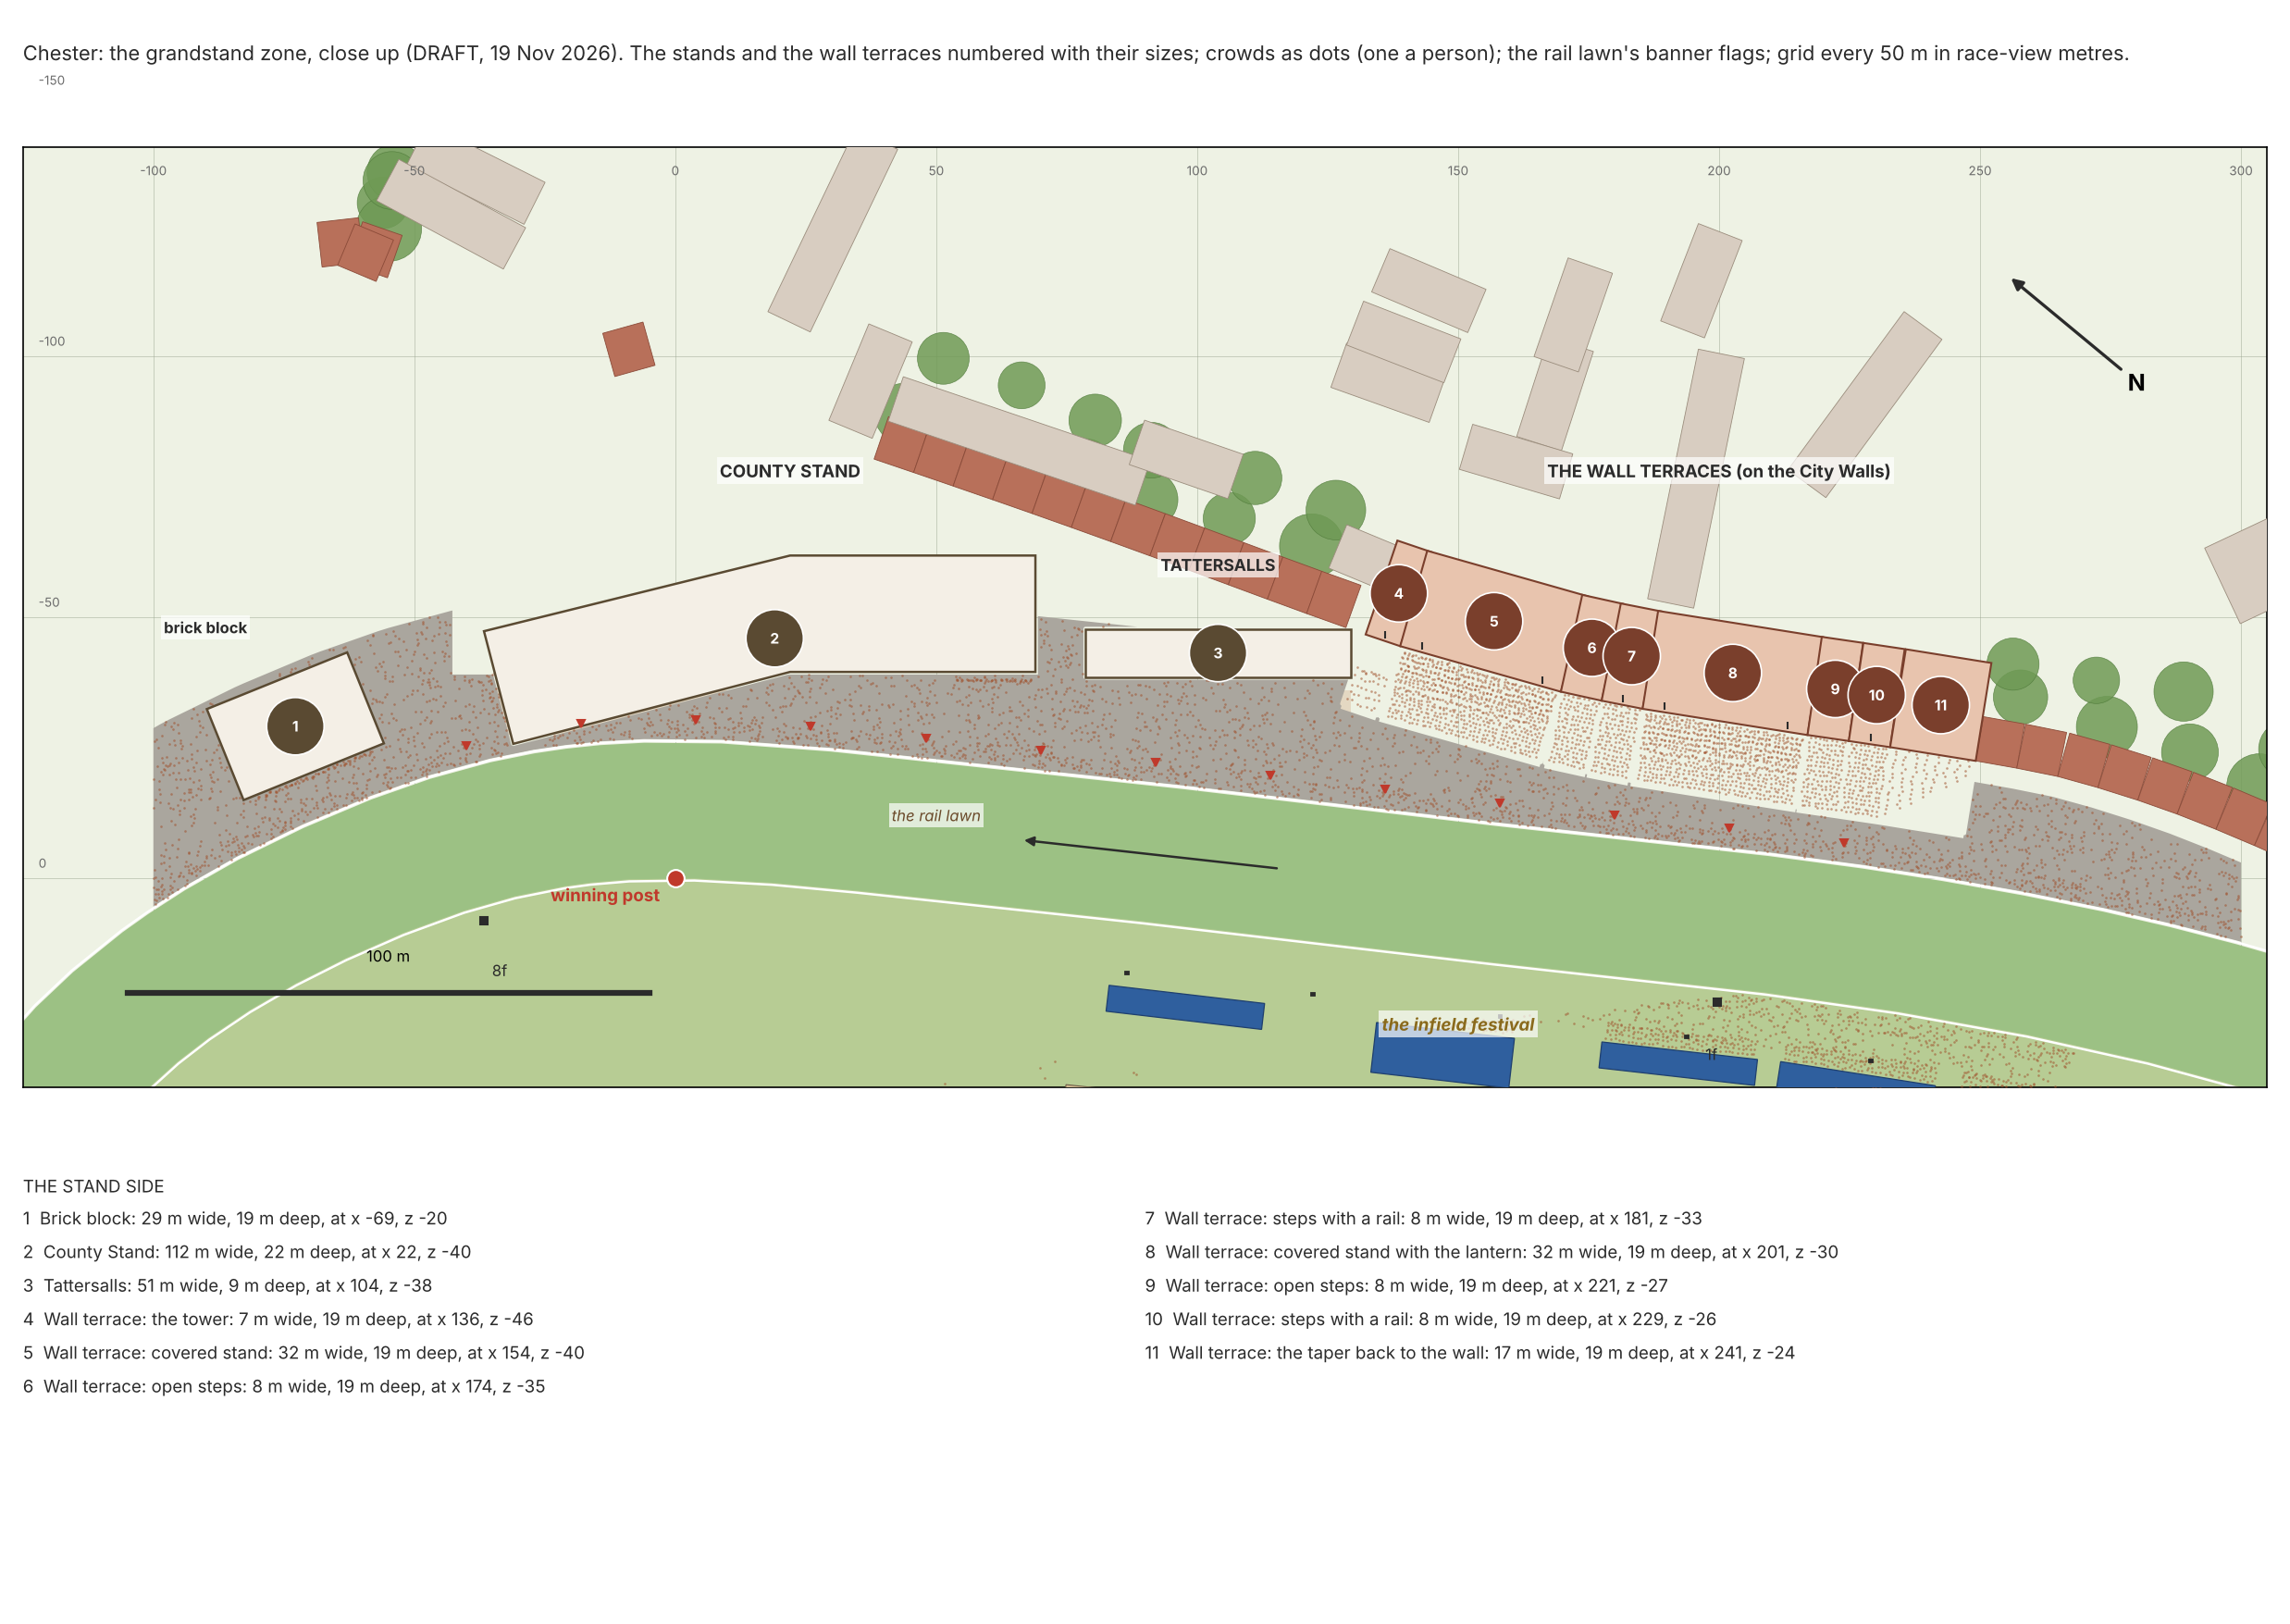 Chester: the grandstand zone, close up (DRAFT, 19 Nov 2026). The stands and the wall terraces numbered with their sizes; crowds as dots (one a person); the rail lawn's banner flags; grid every 50 m in race-view metres.
-150
-100
-50
0
50
100
150
200
250
300
-100
N
COUNTY STAND
THE WALL TERRACES (on the City Walls)
TATTERSALLS
-50
brick block
1
2
3
4
5
6
7
8
9
10
11
the rail lawn
0
winning post
100 m
8f
the infield festival
1f
THE STAND SIDE
1 Brick block: 29 m wide, 19 m deep, at x -69, z -20
2 County Stand: 112 m wide, 22 m deep, at x 22, z -40
3 Tattersalls: 51 m wide, 9 m deep, at x 104, z -38
4 Wall terrace: the tower: 7 m wide, 19 m deep, at x 136, z -46
5 Wall terrace: covered stand: 32 m wide, 19 m deep, at x 154, z -40
6 Wall terrace: open steps: 8 m wide, 19 m deep, at x 174, z -35
7 Wall terrace: steps with a rail: 8 m wide, 19 m deep, at x 181, z -33
8 Wall terrace: covered stand with the lantern: 32 m wide, 19 m deep, at x 201, z -30
9 Wall terrace: open steps: 8 m wide, 19 m deep, at x 221, z -27
10 Wall terrace: steps with a rail: 8 m wide, 19 m deep, at x 229, z -26
11 Wall terrace: the taper back to the wall: 17 m wide, 19 m deep, at x 241, z -24